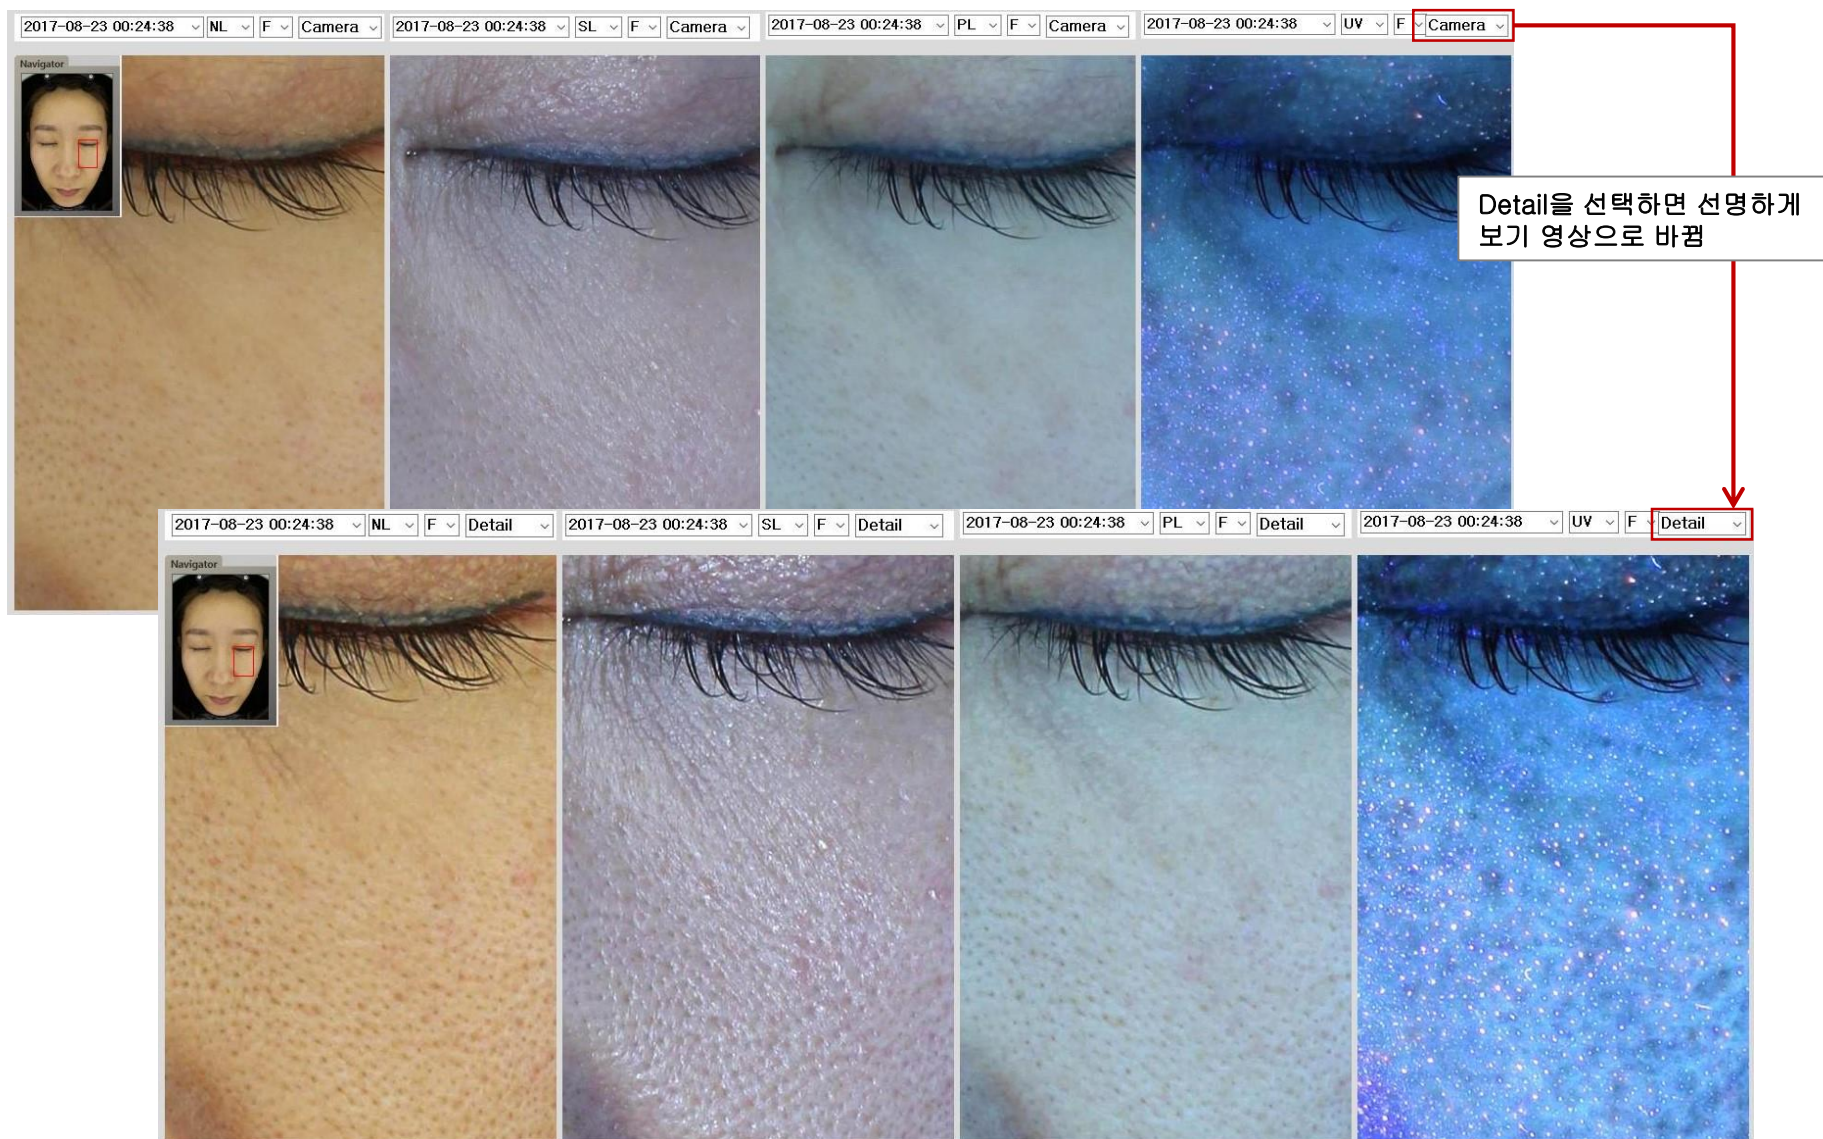 2017-08-23 00:24:38 NL F Camera 2017-08-23 00:24:38 SL F Camera 2017-08-23 00:24:38 PL F Camera 2017-08-23 00:24:38 UV F Camera
Navigator
Detail을 선택하면 선명하게
보기 영상으로 바뀜
2017-08-23 00:24:38 NL F Detail 2017-08-23 00:24:38 SL F Detail 2017-08-23 00:24:38 PL F Detail 2017-08-23 00:24:38 UV F Detail
Navigator